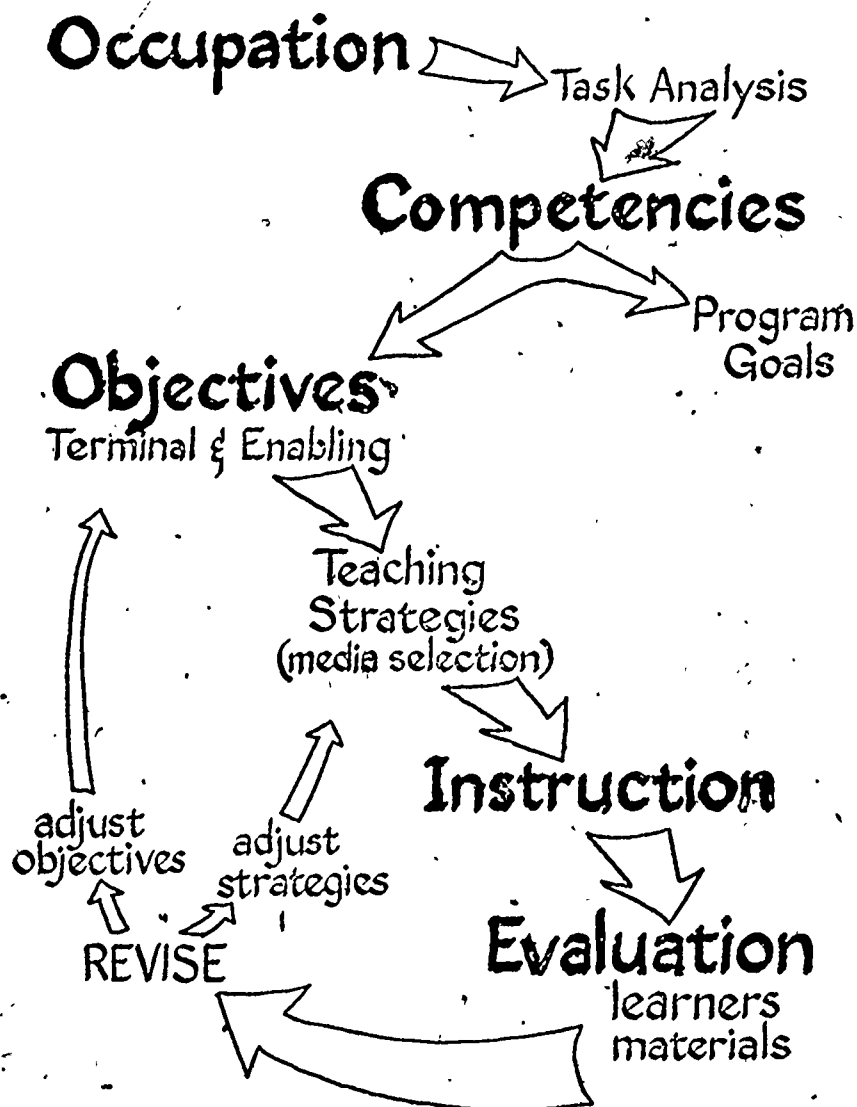 Occupation
Task Analysis
Competencies
Program
Goals
Objectives
Terminal & Enabling
Teaching
Strategies
(media selection)
Instruction
adjust
objectives
adjust
strategies
REVISE
Evaluation
learners
materials